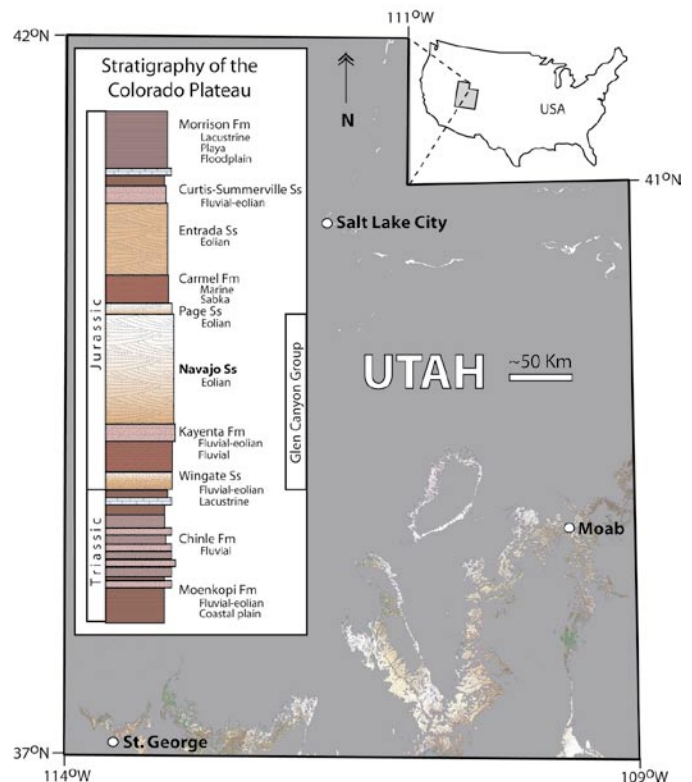 111°W
42°N
Stratigraphy of the
Colorado Plateau
Morrison Fm
Lacustrine
Playa
Floodplain
Curtis-Summerville Ss
Fluvial-eolian
Entrada Ss
Eolian
Carmel Fm
Marine
Sabka
Page Ss
Eolian
Navajo Ss
Eolian
Kayenta Fm
Fluvial-eolian
Fluvial
Wingate Ss
Fluvial-eolian
Lacustrine
Chinle Fm
Fluvial
Moenkopi Fm
Fluvial-eolian
Coastal plain
Jurassic
Triassic
Glen Canyon Group
N
USA
41°N
Salt Lake City
UTAH
~50 Km
Moab
St. George
37°N
114°W
109°W